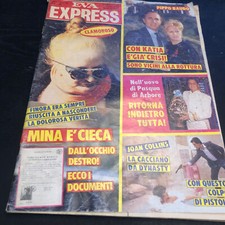 EVA
EXPRESS
CLAMOROSO
FINORA ERA SEMPRE
RIUSCITA A NASCONDERE
LA DOLOROSA VERITÀ
MINA E' CIECA
DALL'OCCHIO
DESTRO!
ECCO I
DOCUMENTI
PIPPO BAUDO
CON KATIA
E' GIA' CRISI!
SONO VICINI ALLA ROTTURA
Nell'uovo di
Pasqua di
Arbore
RITORNA
INDIETRO
TUTTA!
JOAN COLLINS
LA CACCIANO
DA DYNASTY
CON QUESTO
COLPO
DI PISTOLA